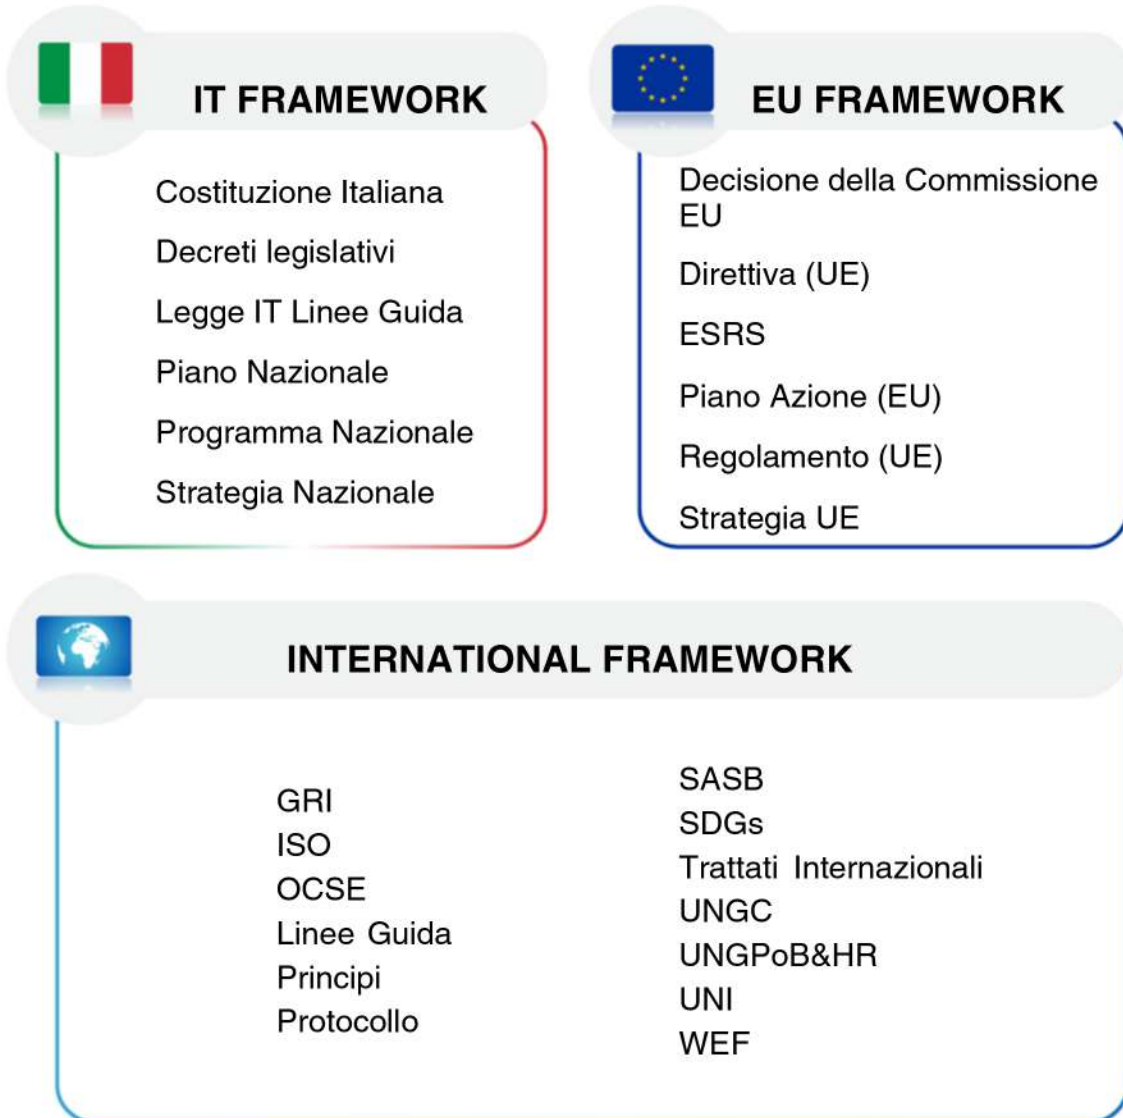 IT FRAMEWORK
Costituzione Italiana
Decreti legislativi
Legge IT Linee Guida
Piano Nazionale
Programma Nazionale
Strategia Nazionale
EU FRAMEWORK
Decisione della Commissione
EU
Direttiva (UE)
ESRS
Piano Azione (EU)
Regolamento (UE)
Strategia UE
INTERNATIONAL FRAMEWORK
GRI
ISO
OCSE
Linee Guida
Principi
Protocollo
SASB
SDGs
Trattati Internazionali
UNGC
UNGPoB&HR
UNI
WEF